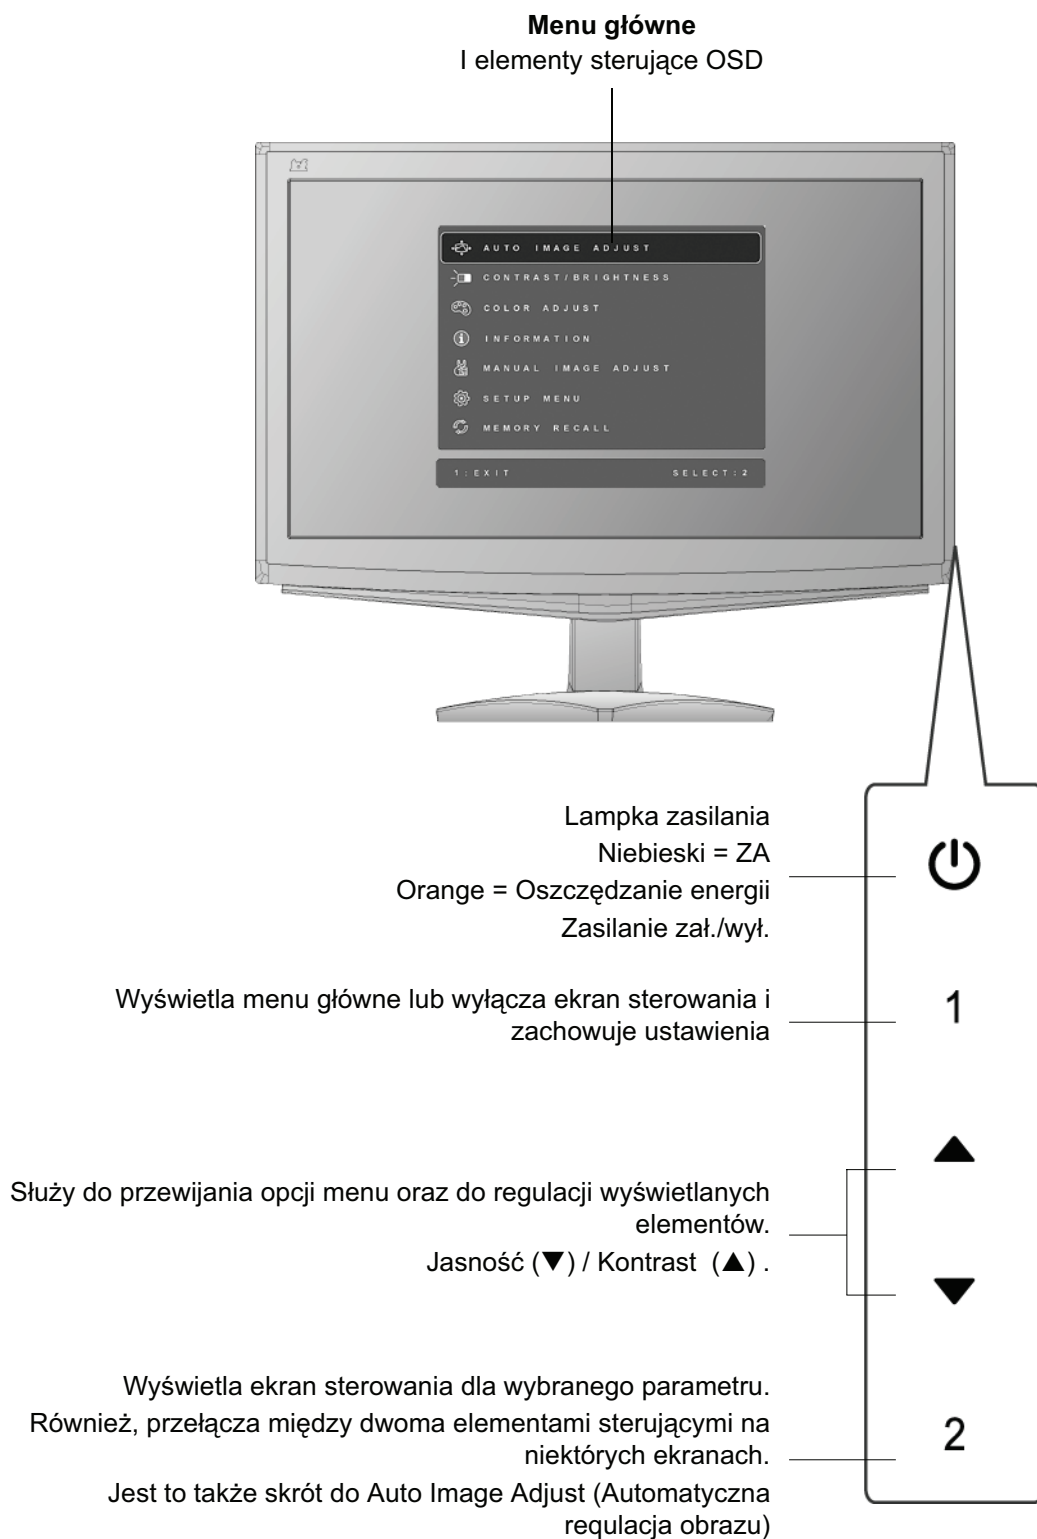 Menu główne
I elementy sterujące OSD
AUTO IMAGE ADJUST
CONTRAST/BRIGHTNESS
COLOR ADJUST
INFORMATION
MANUAL IMAGE ADJUST
SETUP MENU
MEMORY RECALL
1:EXIT SELECT:2
Lampka zasilania
Niebieski = ZA
Orange = Oszczędzanie energii
Zasilanie zał./wył.
Wyświetla menu główne lub wyłącza ekran sterowania i
zachowuje ustawienia
1
Służy do przewijania opcji menu oraz do regulacji wyświetlanych
elementów.
Jasność (▼) / Kontrast (▲) .
Wyświetla ekran sterowania dla wybranego parametru.
Również, przełącza między dwoma elementami sterującymi na
niektórych ekranach.
2
Jest to także skrót do Auto Image Adjust (Automatyczna
requlacja obrazu)